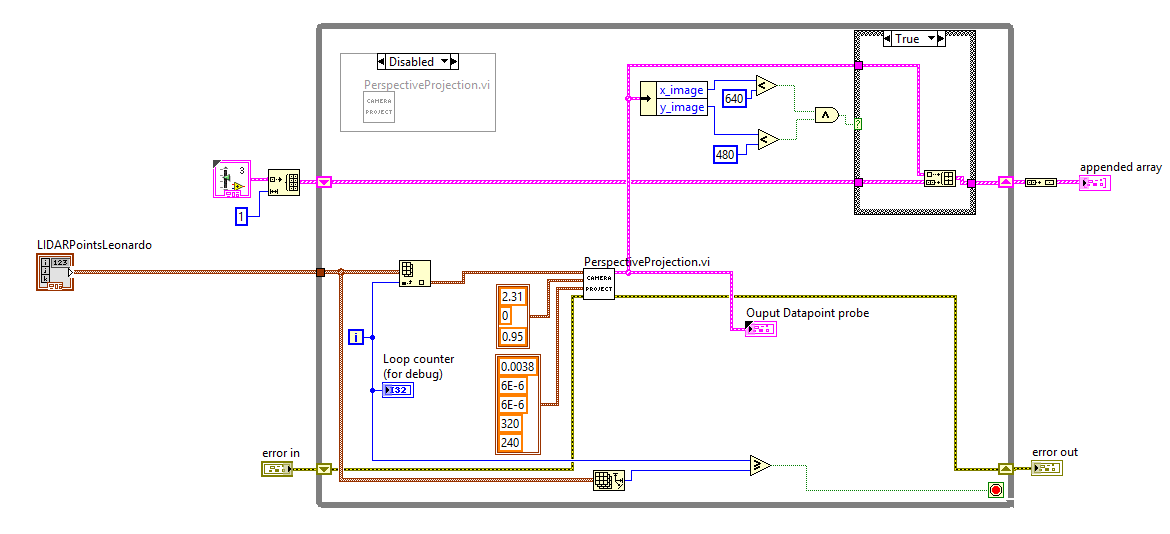 Disabled
True
PerspectiveProjection.vi
CAMERA
PROJECT
x_image
y_image
640
480
3
1
appended array
LIDARPointsLeonardo
123
i
j
k
PerspectiveProjection.vi
CAMERA
PROJECT
2.31
0
0.95
Ouput Datapoint probe
i
Loop counter
(for debug)
I32
0.0038
6E-6
6E-6
320
240
error in
error out